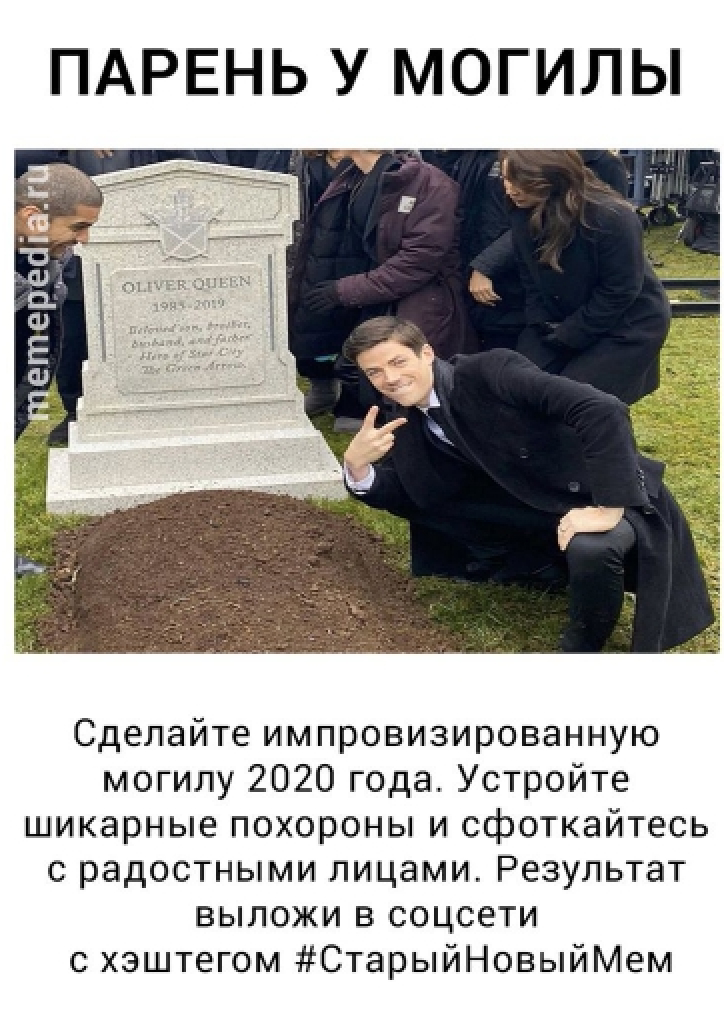 ПАРЕНЬ У МОГИЛЫ
memepedia.ru
OLIVER QUEEN
1985-2019
Beloved son, brother,
husband, and father
Hero of Star City
The Green Arrow.
Сделайте импровизированную
могилу 2020 года. Устройте
шикарные похороны и сфоткайтесь
с радостными лицами. Результат
выложи в соцсети
с хэштегом #СтарыйНовыйМем